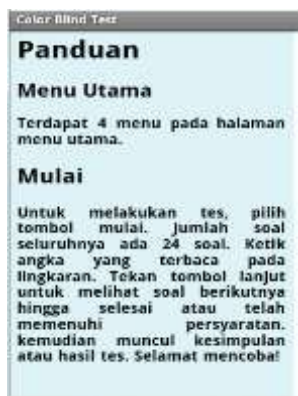 Color Blind Test
Panduan
Menu Utama
Terdapat 4 menu pada halaman
menu utama.
Mulai
Untuk melakukan tes, pilih
tombol mulai. Jumlah soal
seluruhnya ada 24 soal. Ketik
angka yang terbaca pada
lingkaran. Tekan tombol lanjut
untuk melihat soal berikutnya
hingga selesai atau telah
memenuhi persyaratan.
kemudian muncul kesimpulan
atau hasil tes. Selamat mencoba!